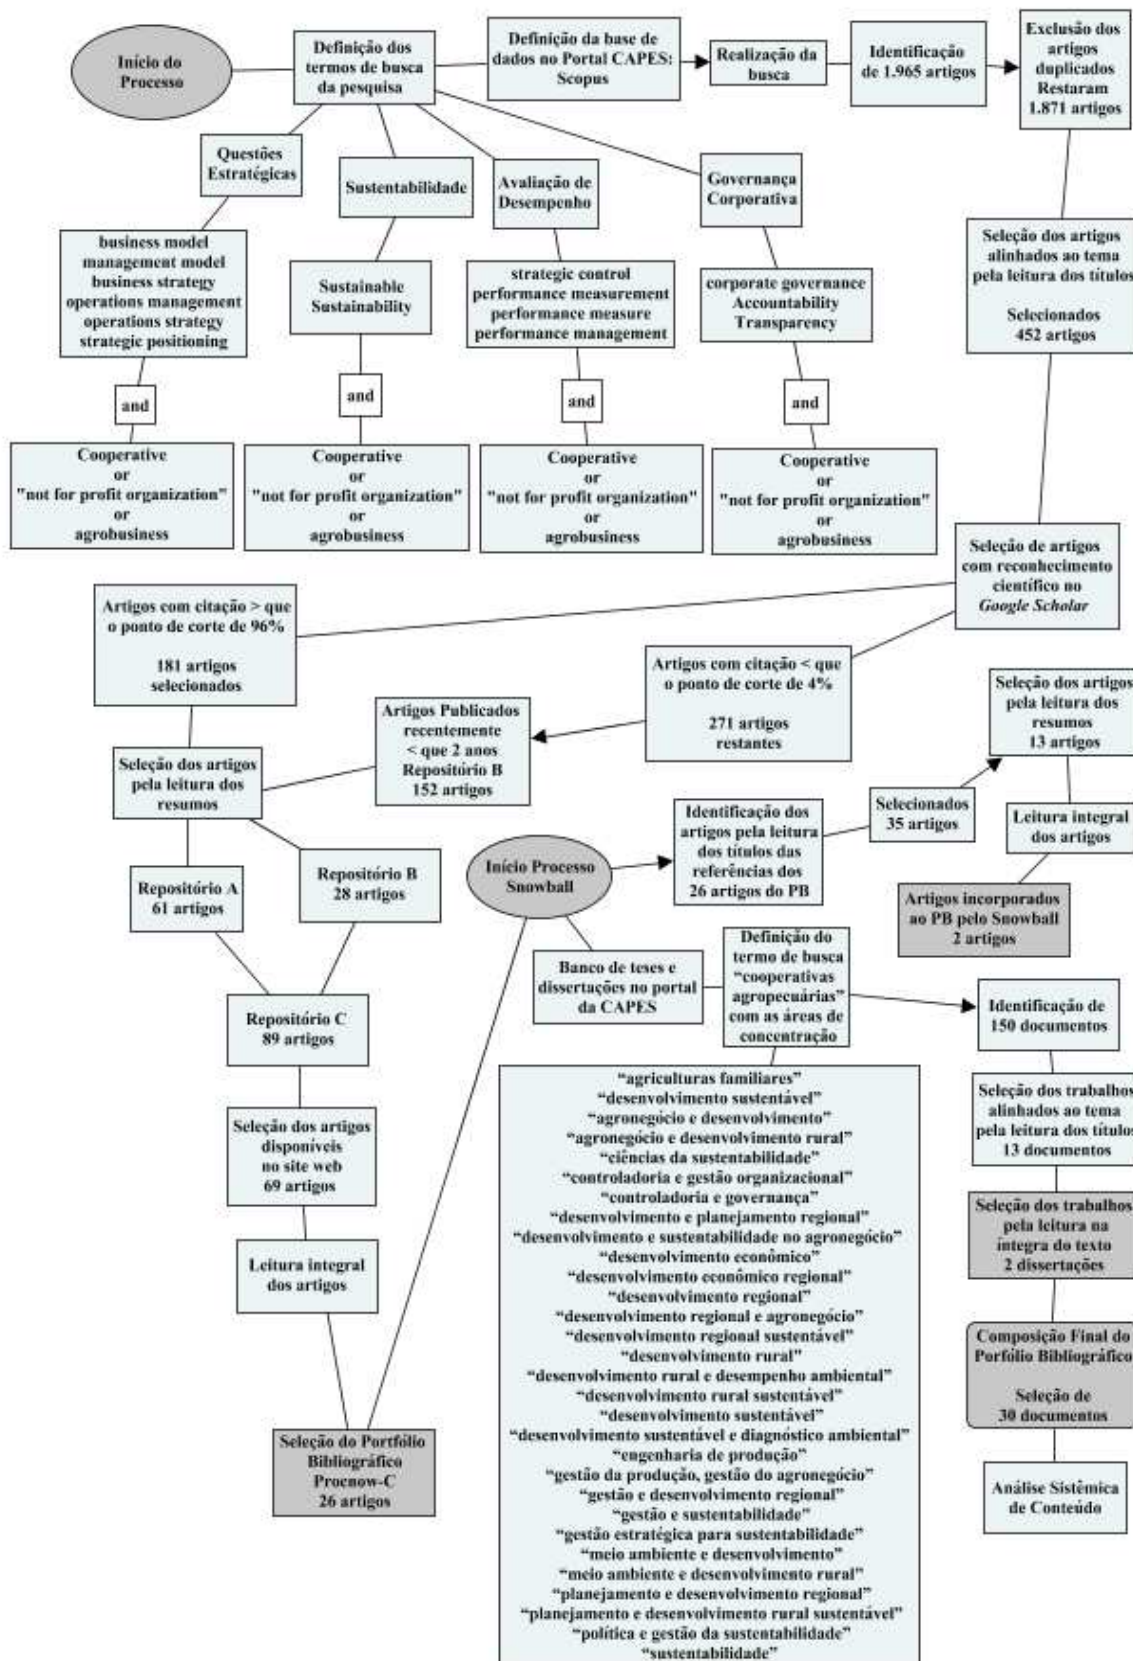 Início do
Processo
Definição dos
termos de busca
da pesquisa
Definição da base de
dados no Portal CAPES:
Scopus
Realização da
busca
Identificação
de 1.965 artigos
Exclusão dos
artigos
duplicados
Restaram
1.871 artigos
Questões
Estratégicas
Sustentabilidade
Avaliação de
Desempenho
Governança
Corporativa
business model
management model
business strategy
operations management
operations strategy
strategic positioning
Sustainable
Sustainability
strategic control
performance measurement
performance measure
performance management
corporate governance
Accountability
Transparency
Seleção dos artigos
alinhados ao tema
pela leitura dos títulos
Selecionados
452 artigos
and
and
and
and
Cooperative
or
"not for profit organization"
or
agrobusiness
Cooperative
or
"not for profit organization"
or
agrobusiness
Cooperative
or
"not for profit organization"
or
agrobusiness
Cooperative
or
"not for profit organization"
or
agrobusiness
Seleção de artigos
com reconhecimento
científico no
Google Scholar
Artigos com citação > que
o ponto de corte de 96%
181 artigos
selecionados
Artigos com citação < que
o ponto de corte de 4%
271 artigos
restantes
Artigos Publicados
recentemente
< que 2 anos
Repositório B
152 artigos
Seleção dos artigos
pela leitura dos
resumos
Repositório A
61 artigos
Repositório B
28 artigos
Repositório C
89 artigos
Seleção dos artigos
disponíveis
no site web
69 artigos
Leitura integral
dos artigos
Seleção do Portfólio
Bibliográfico
Procnow-C
26 artigos
Início Processo
Snowball
Identificação dos
artigos pela leitura
dos títulos das
referências dos
26 artigos do PB
Selecionados
35 artigos
Seleção dos artigos
pela leitura dos
resumos
13 artigos
Leitura integral
dos artigos
Artigos incorporados
ao PB pelo Snowball
2 artigos
Banco de teses e
dissertações no portal
da CAPES
Definição do
termo de busca
“cooperativas
agropecuárias”
com as áreas de
concentração
“agriculturas familiares”
“desenvolvimento sustentável”
“agronegócio e desenvolvimento”
“agronegócio e desenvolvimento rural”
“ciências da sustentabilidade”
“controladoria e gestão organizacional”
“controladoria e governança”
“desenvolvimento e planejamento regional”
“desenvolvimento e sustentabilidade no agronegócio”
“desenvolvimento econômico”
“desenvolvimento econômico regional”
“desenvolvimento regional”
“desenvolvimento regional e agronegócio”
“desenvolvimento regional sustentável”
“desenvolvimento rural”
“desenvolvimento rural e desempenho ambiental”
“desenvolvimento rural sustentável”
“desenvolvimento sustentável”
“desenvolvimento sustentável e diagnóstico ambiental”
“engenharia de produção”
“gestão da produção, gestão do agronegócio”
“gestão e desenvolvimento regional”
“gestão e sustentabilidade”
“gestão estratégica para sustentabilidade”
“meio ambiente e desenvolvimento”
“meio ambiente e desenvolvimento rural”
“planejamento e desenvolvimento regional”
“planejamento e desenvolvimento rural sustentável”
“política e gestão da sustentabilidade”
“sustentabilidade”
Identificação de
150 documentos
Seleção dos trabalhos
alinhados ao tema
pela leitura dos títulos
13 documentos
Seleção dos trabalhos
pela leitura na
íntegra do texto
2 dissertações
Composição Final do
Porfólio Bibliográfico
Seleção de
30 documentos
Análise Sistêmica
de Conteúdo